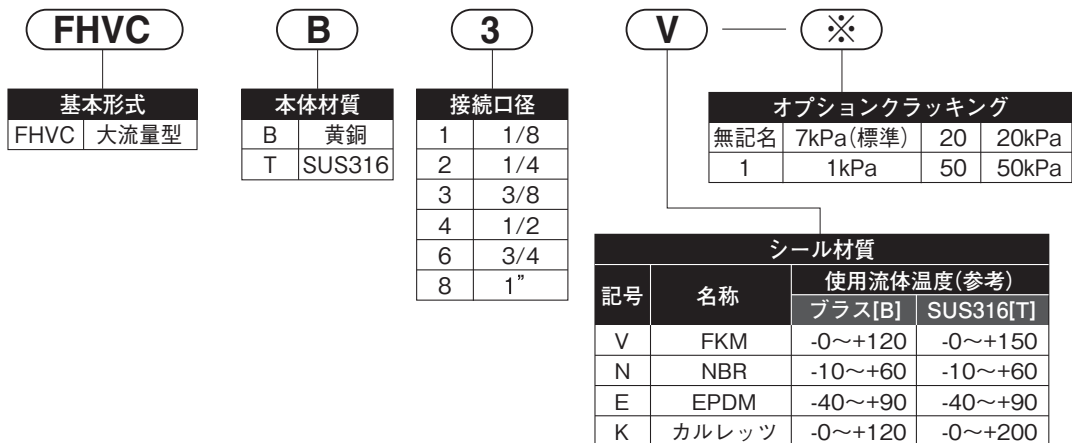 FHVC B 3 V ※
基本形式
FHVC 大流量型
本体材質
B 黄銅
T SUS316
接続口径
1 1/8
2 1/4
3 3/8
4 1/2
6 3/4
8 1”
オプションクラッキング
無記名 7kPa(標準) 20 20kPa
1 1kPa 50 50kPa
シール材質
記号 名称 使用流体温度(参考)
ブラス[B] SUS316[T]
V FKM -0～+120 -0～+150
N NBR -10～+60 -10～+60
E EPDM -40～+90 -40～+90
K カルレッツ -0～+120 -0～+200